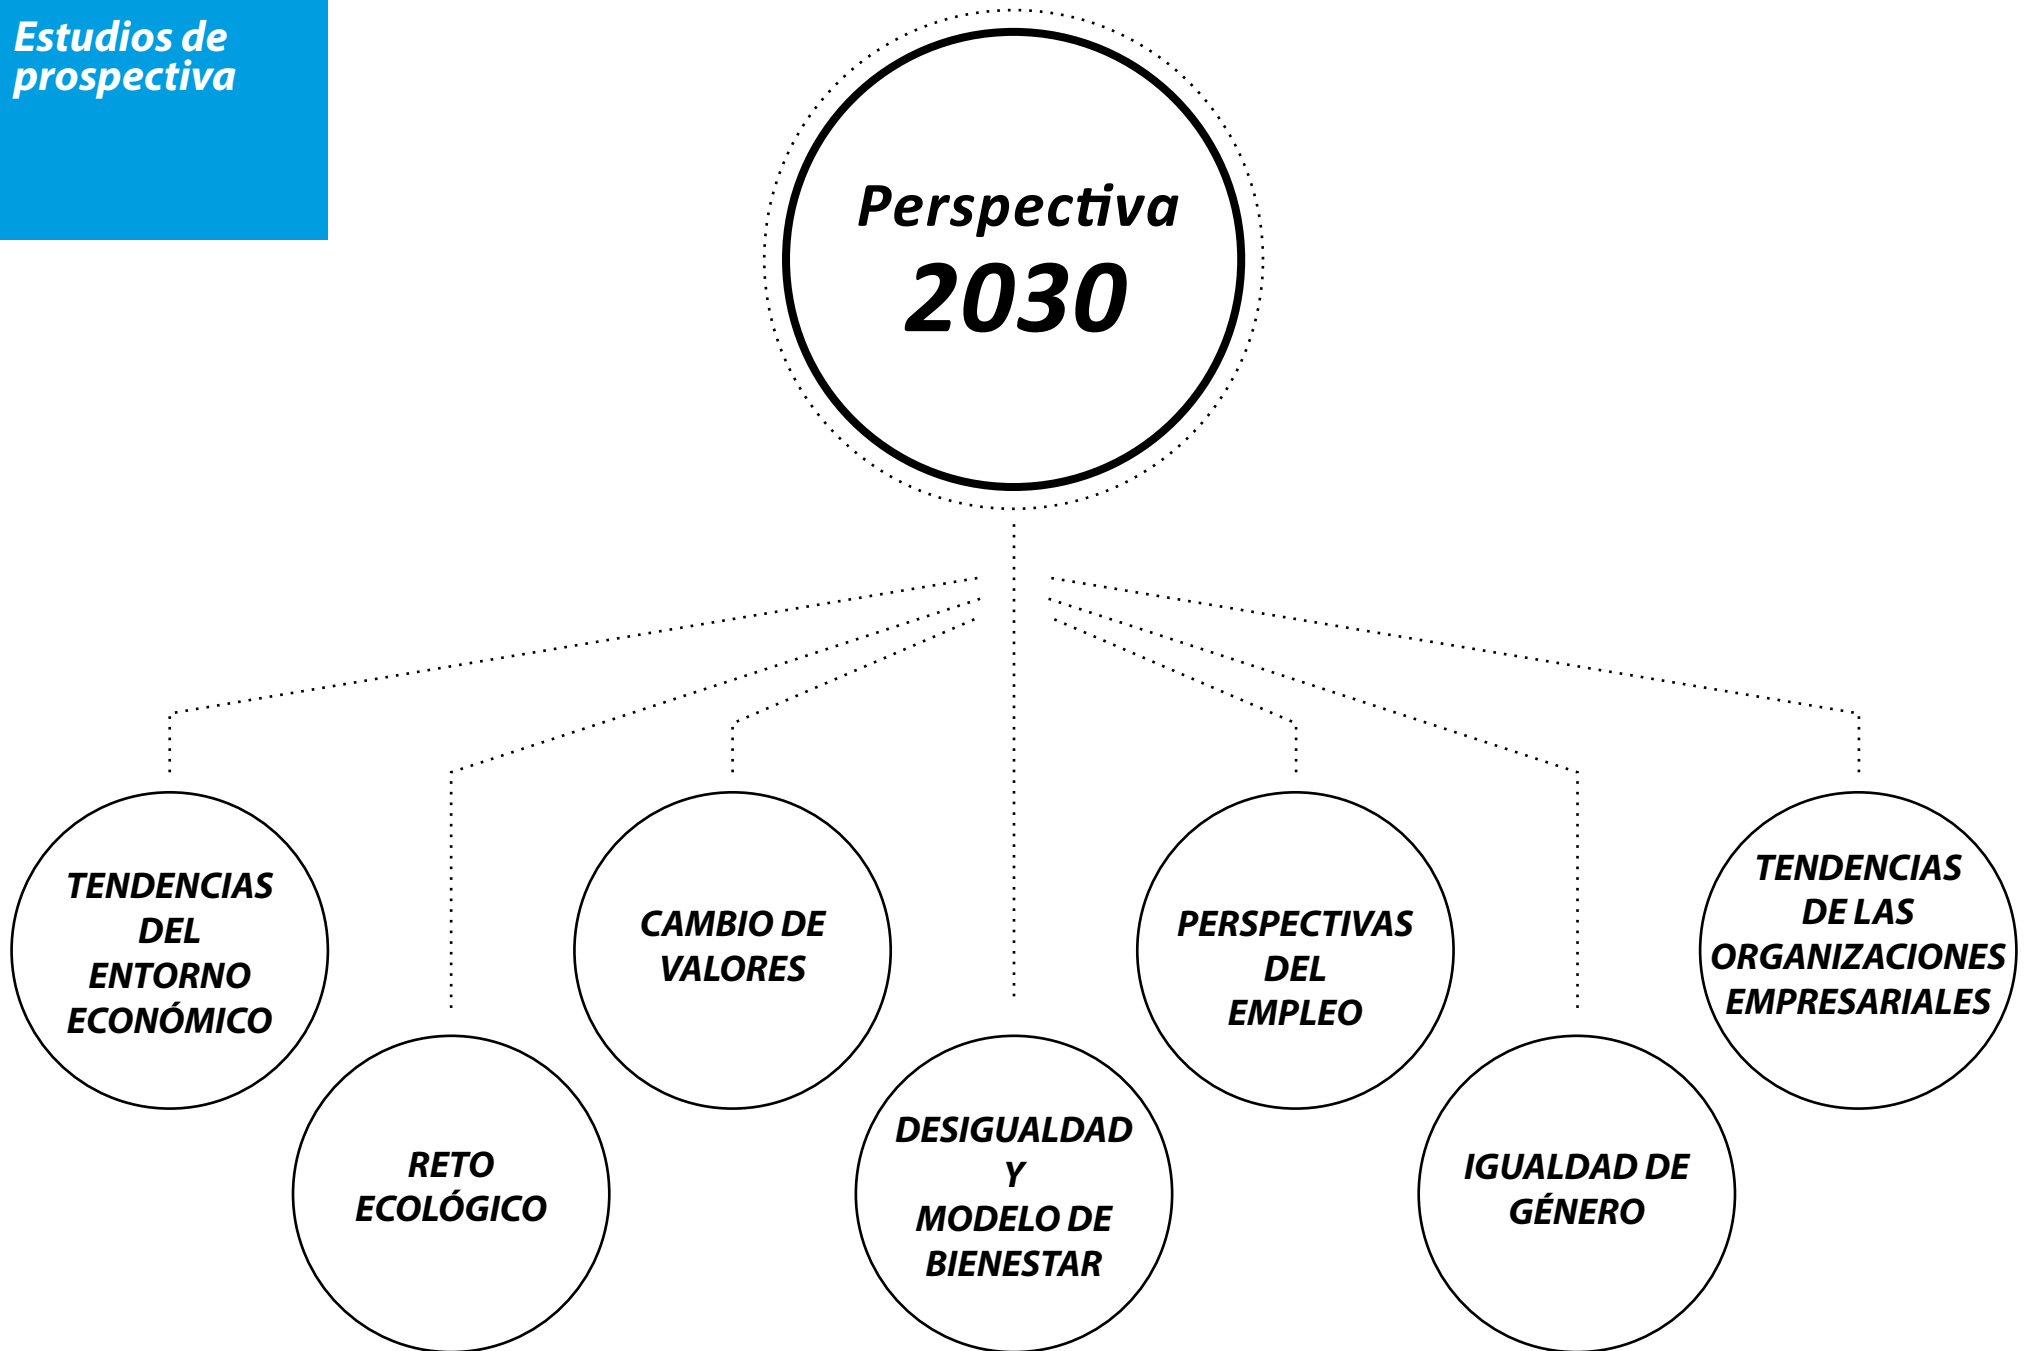 Estudios de
prospectiva
Perspectiva
2030
TENDENCIAS
DEL
ENTORNO
ECONÓMICO
RETO
ECOLÓGICO
CAMBIO DE
VALORES
DESIGUALDAD
Y
MODELO DE
BIENESTAR
PERSPECTIVAS
DEL
EMPLEO
IGUALDAD DE
GÉNERO
TENDENCIAS
DE LAS
ORGANIZACIONES
EMPRESARIALES